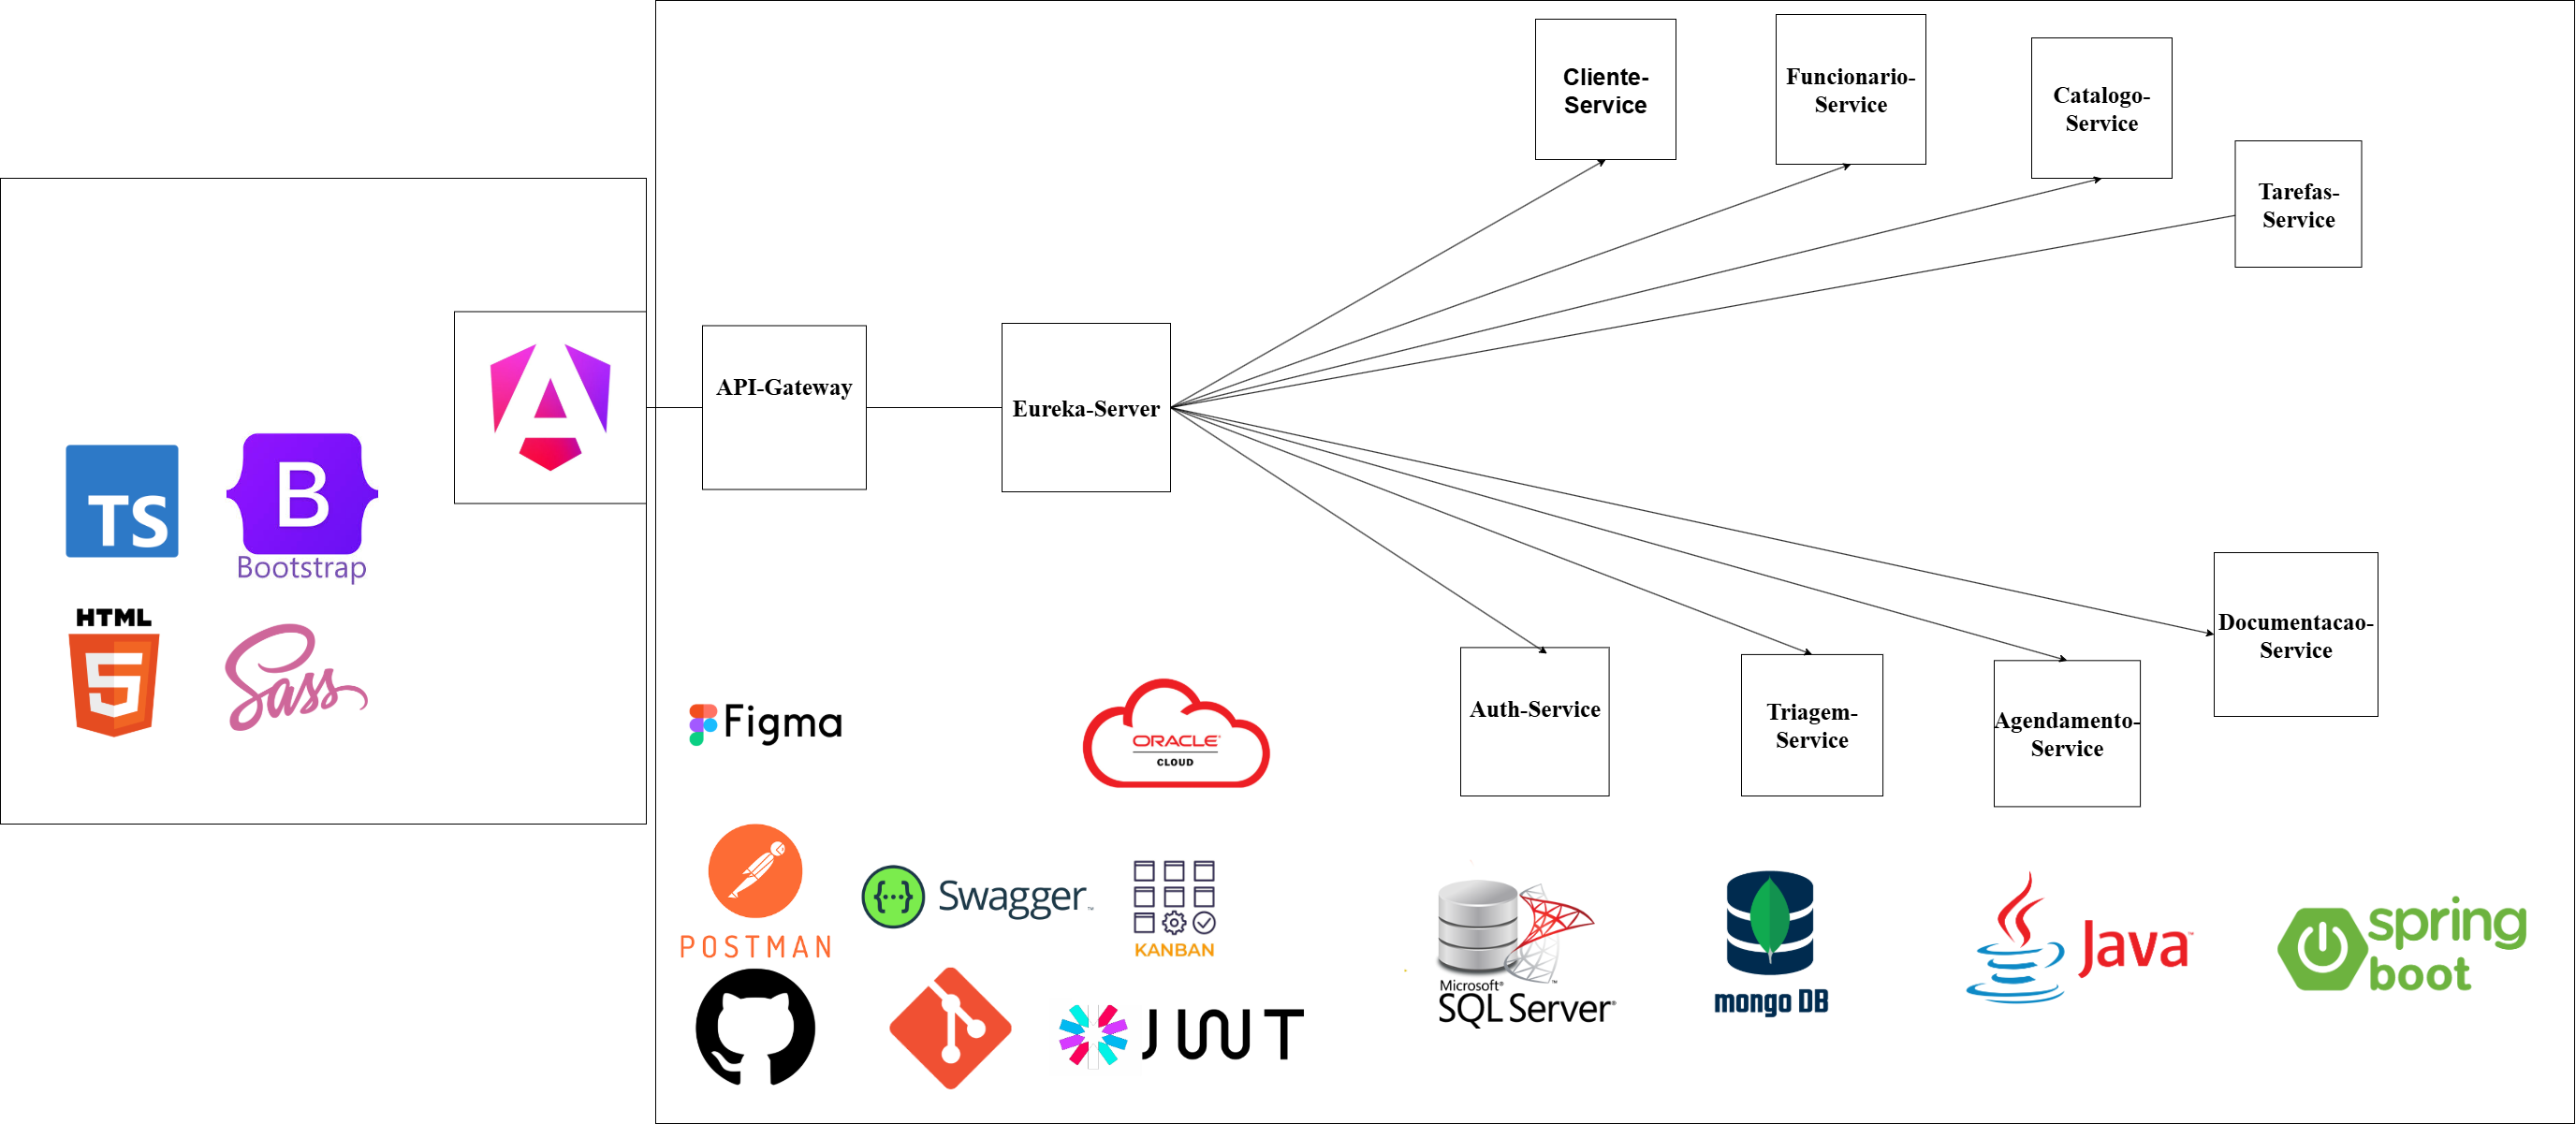 Cliente-
Service
Funcionario-
Service
Catalogo-
Service
Tarefas-
Service
API-Gateway
Eureka-Server
TS
B
Bootstrap
HTML
5
Sass
Figma
ORACLE
CLOUD
Auth-Service
Triagem-
Service
Agendamento-
Service
Documentacao-
Service
POSTMAN
{···} Swagger™
KANBAN
JWT
Microsoft®
SQL Server®
mongo DB
Java™
spring
boot